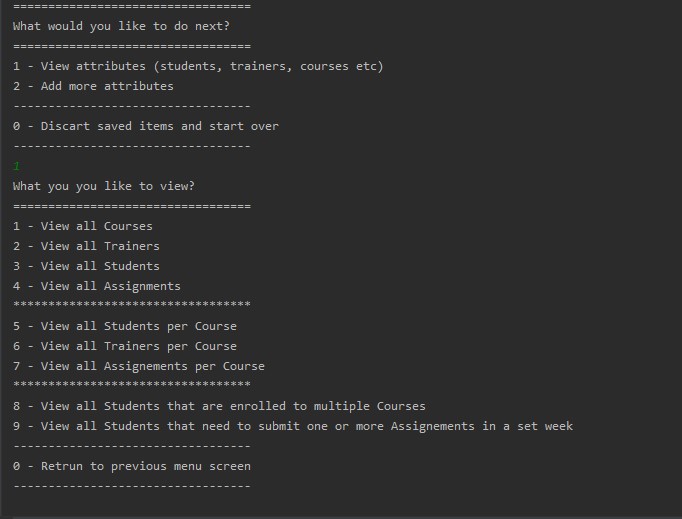 ==================================
What would you like to do next?
==================================
1 - View attributes (students, trainers, courses etc)
2 - Add more attributes
----------------------------------
0 - Discart saved items and start over
----------------------------------
1
What you you like to view?
==================================
1 - View all Courses
2 - View all Trainers
3 - View all Students
4 - View all Assignments
**********************************
5 - View all Students per Course
6 - View all Trainers per Course
7 - View all Assignements per Course
**********************************
8 - View all Students that are enrolled to multiple Courses
9 - View all Students that need to submit one or more Assignements in a set week
----------------------------------
0 - Retrun to previous menu screen
----------------------------------